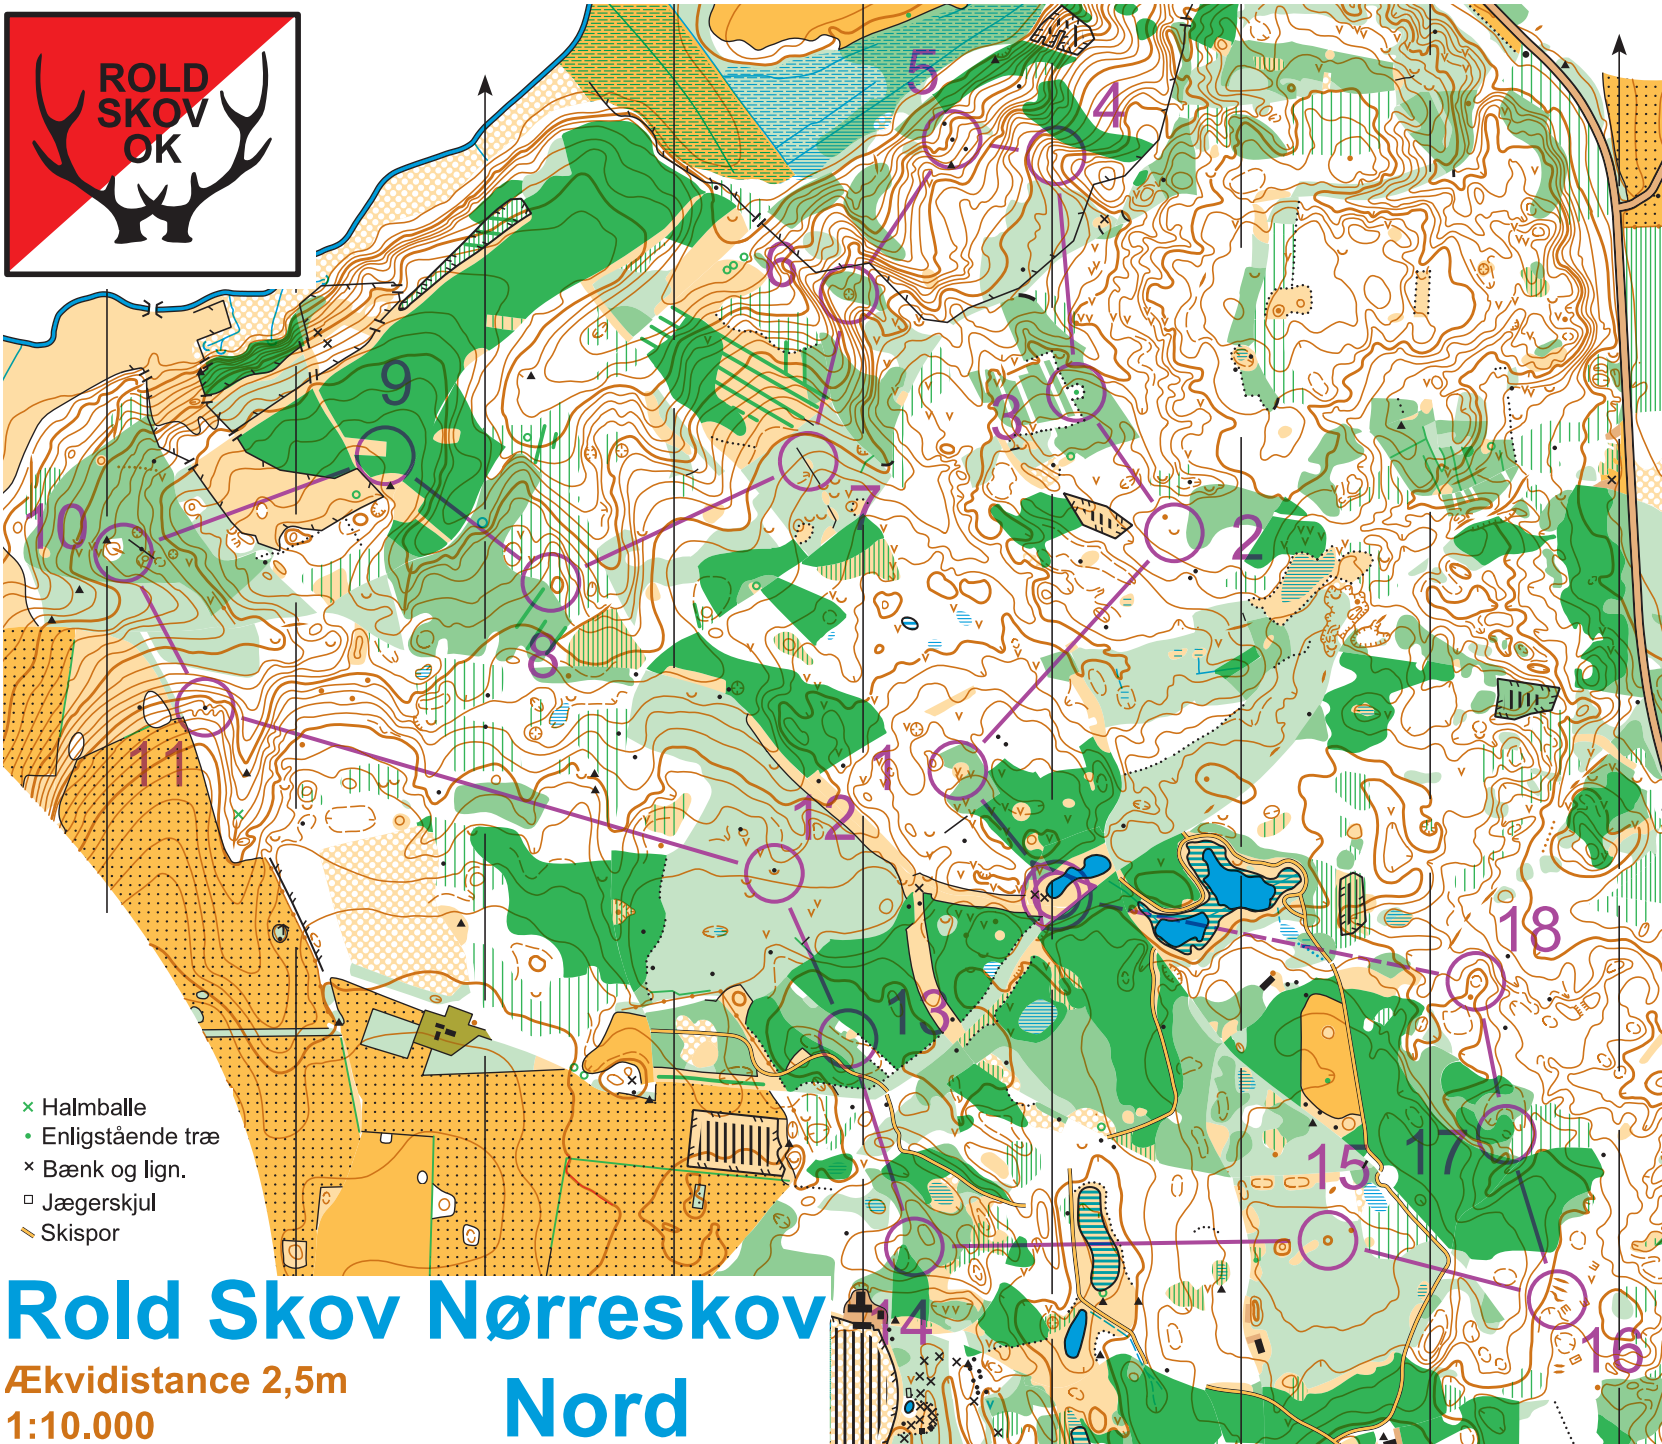 ROLD
SKOV
OK
5
4
6
3
9
7
2
10
8
1
11
12
18
13
17
15
14
16
× Halmballe
• Enligstående træ
× Bænk og lign.
□ Jægerskjul
Skispor
Rold Skov Nørreskov
Nord
Ækvidistance 2,5m
1:10.000